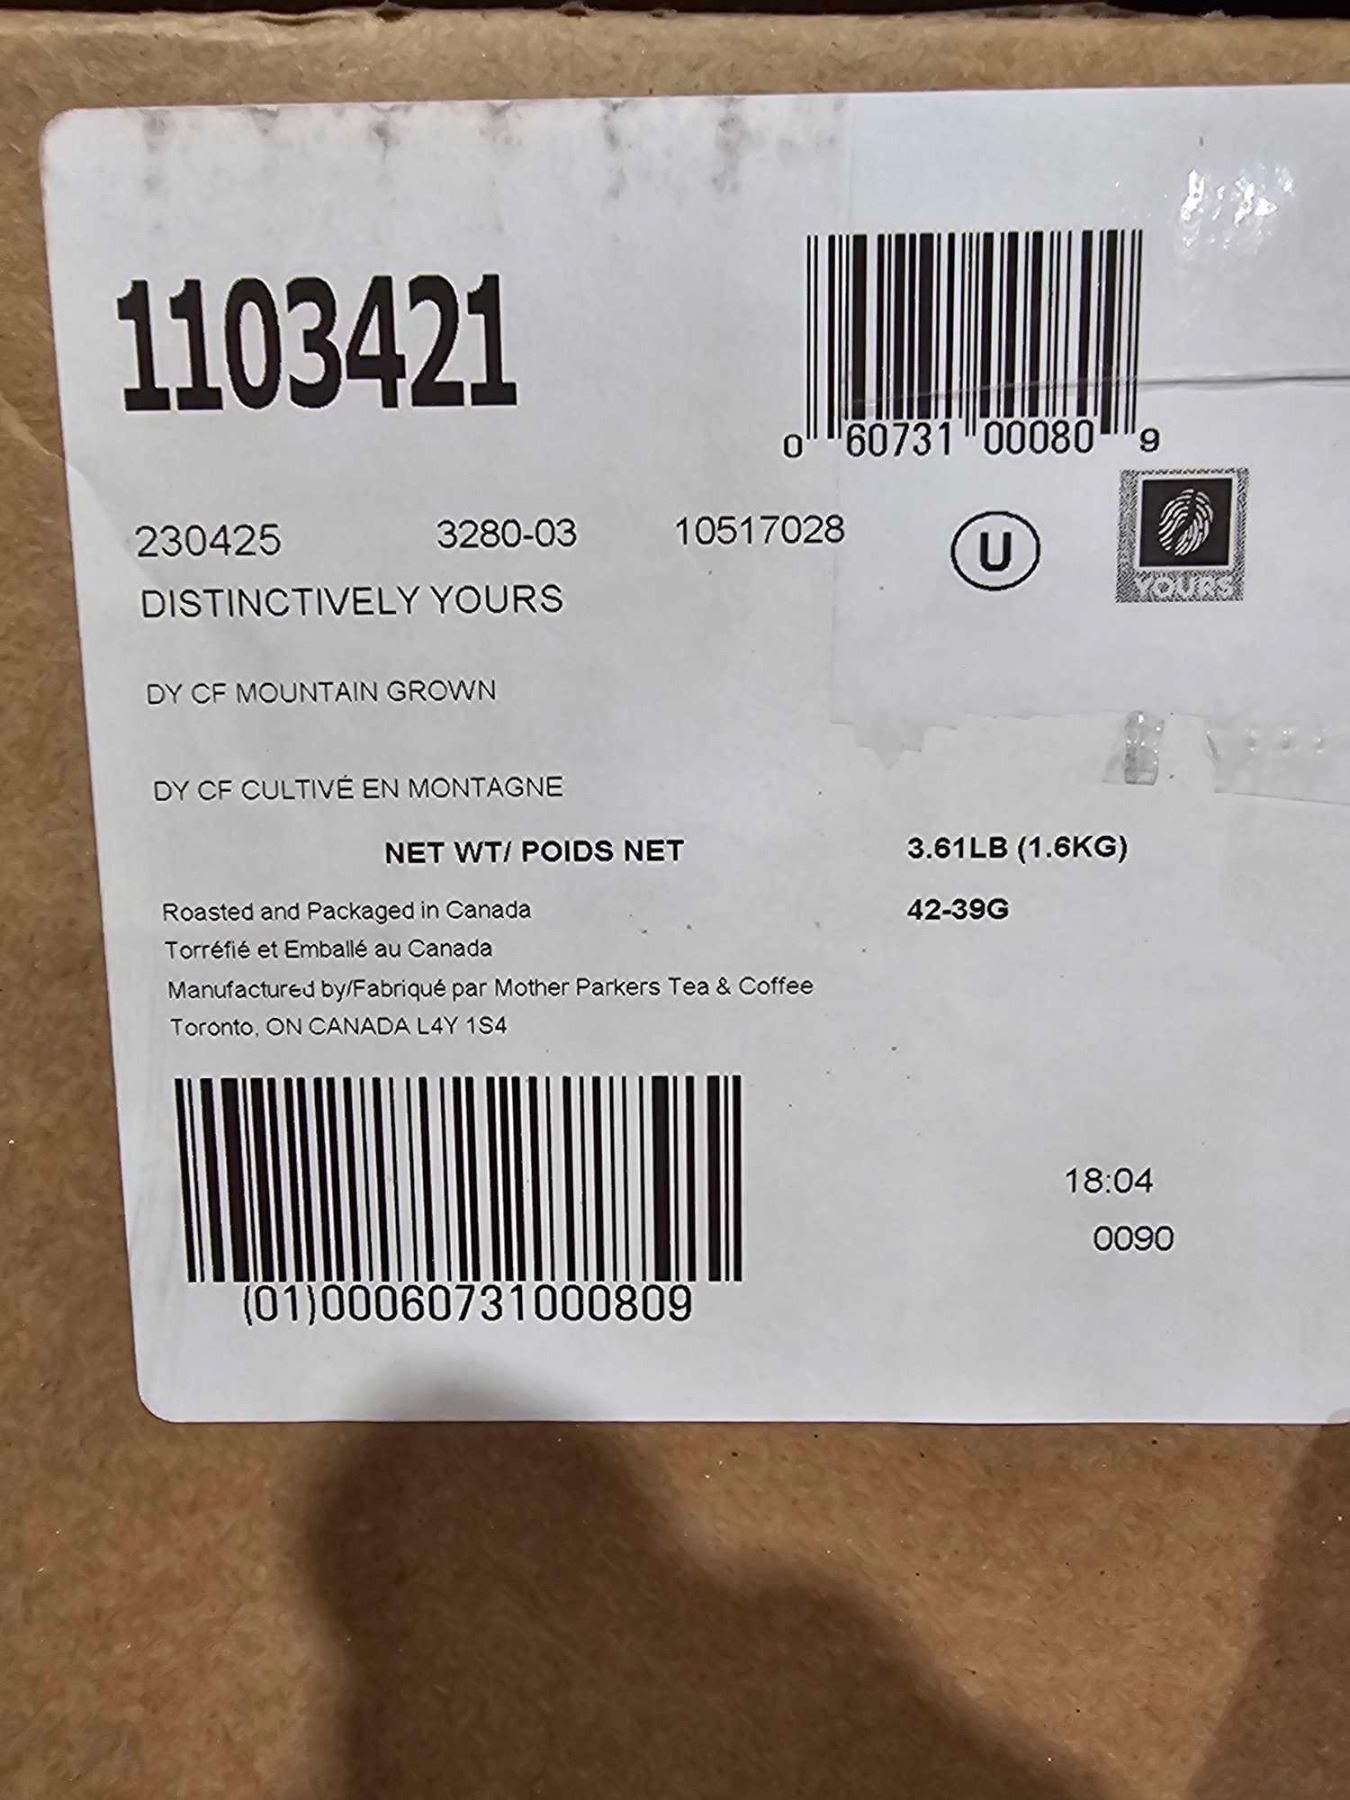 1103421
0 60731 00080 9
230425 3280-03 10517028
U
YOURS
DISTINCTIVELY YOURS
DY CF MOUNTAIN GROWN
DY CF CULTIVÉ EN MONTAGNE
NET WT/ POIDS NET 3.61LB (1.6KG)
Roasted and Packaged in Canada 42-39G
Torréfié et Emballé au Canada
Manufactured by/Fabriqué par Mother Parkers Tea & Coffee
Toronto, ON CANADA L4Y 1S4
18:04
0090
(01)00060731000809